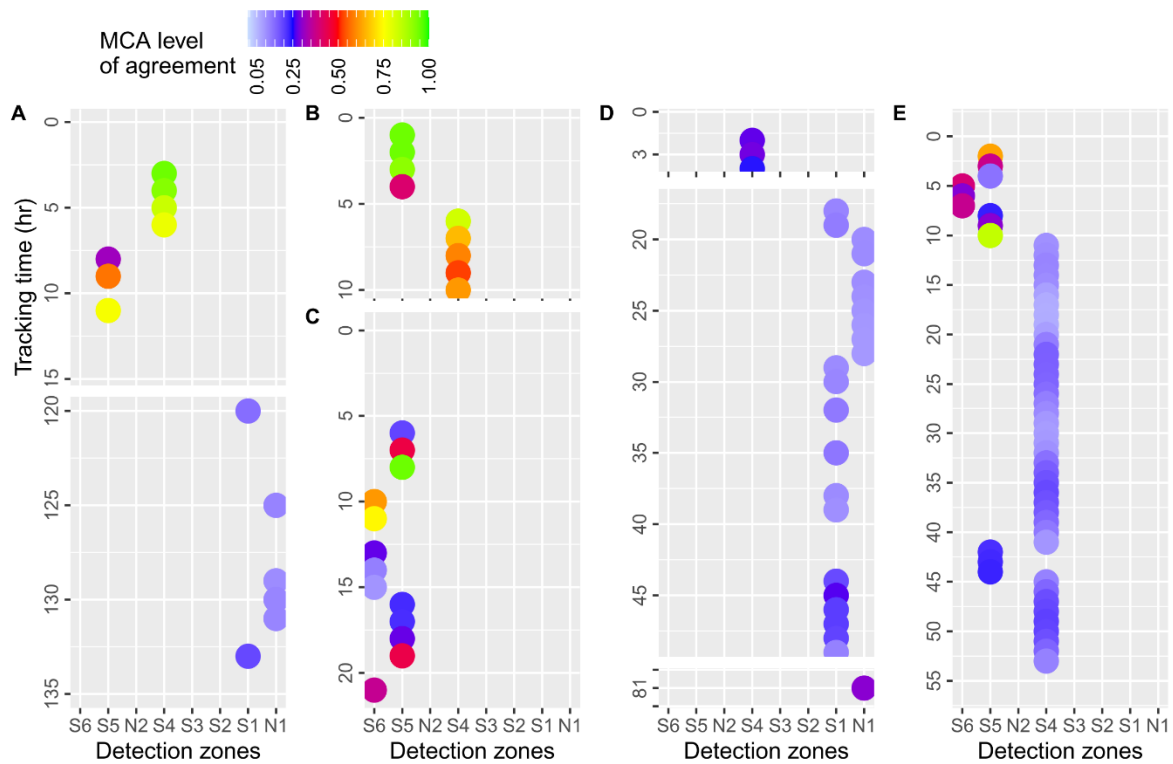 MCA level
of agreement
0.05 0.25 0.50 0.75 1.00
A B D E
C
Tracking time (hr)
0 5 10 15
120 125 130 135
0 5 10
0 5 10 15 20
0 3
20 25 30 35 40 45
81
0 5 10 15 20 25 30 35 40 45 50 55
S6 S5 N2 S4 S3 S2 S1 N1 S6 S5 N2 S4 S3 S2 S1 N1 S6 S5 N2 S4 S3 S2 S1 N1 S6 S5 N2 S4 S3 S2 S1 N1
Detection zones Detection zones Detection zones Detection zones